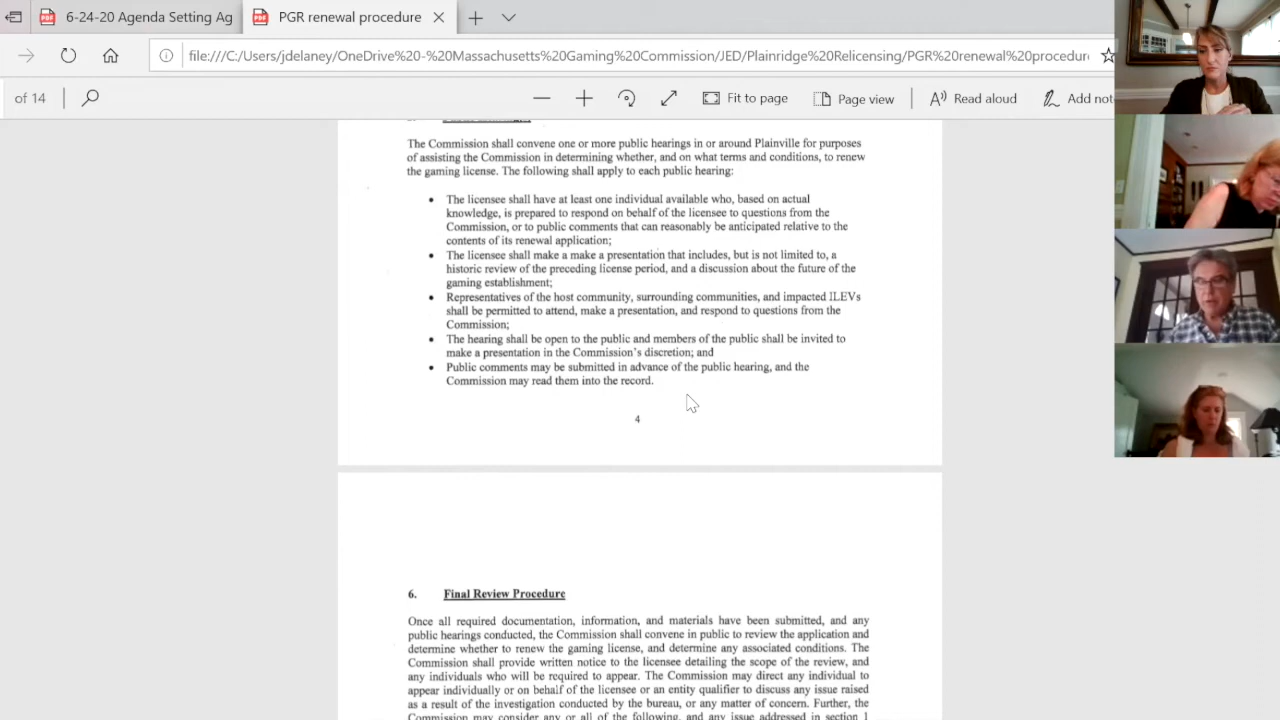 6-24-20 Agenda Setting Ag
PGR renewal procedure
file:///C:/Users/jdelaney/OneDrive%20-%20Massachusetts%20Gaming%20Commission/JED/Plainridge%20Relicensing/PGR%20renewal%20procedur
of 14
Fit to page
Page view
Read aloud
Add not
The Commission shall convene one or more public hearings in or around Plainville for purposes
of assisting the Commission in determining whether, and on what terms and conditions, to renew
the gaming license. The following shall apply to each public hearing:
• The licensee shall have at least one individual available who, based on actual
knowledge, is prepared to respond on behalf of the licensee to questions from the
Commission, or to public comments that can reasonably be anticipated relative to the
contents of its renewal application;
• The licensee shall make a make a presentation that includes, but is not limited to, a
historic review of the preceding license period, and a discussion about the future of the
gaming establishment;
• Representatives of the host community, surrounding communities, and impacted ILEVs
shall be permitted to attend, make a presentation, and respond to questions from the
Commission;
• The hearing shall be open to the public and members of the public shall be invited to
make a presentation in the Commission's discretion; and
• Public comments may be submitted in advance of the public hearing, and the
Commission may read them into the record.
4
6. Final Review Procedure
Once all required documentation, information, and materials have been submitted, and any
public hearings conducted, the Commission shall convene in public to review the application and
determine whether to renew the gaming license, and determine any associated conditions. The
Commission shall provide written notice to the licensee detailing the scope of the review, and
any individuals who will be required to appear. The Commission may direct any individual to
appear individually or on behalf of the licensee or an entity qualifier to discuss any issue raised
as a result of the investigation conducted by the bureau, or any matter of concern. Further, the
Commission may consider any or all of the following, and any issue addressed in section 1